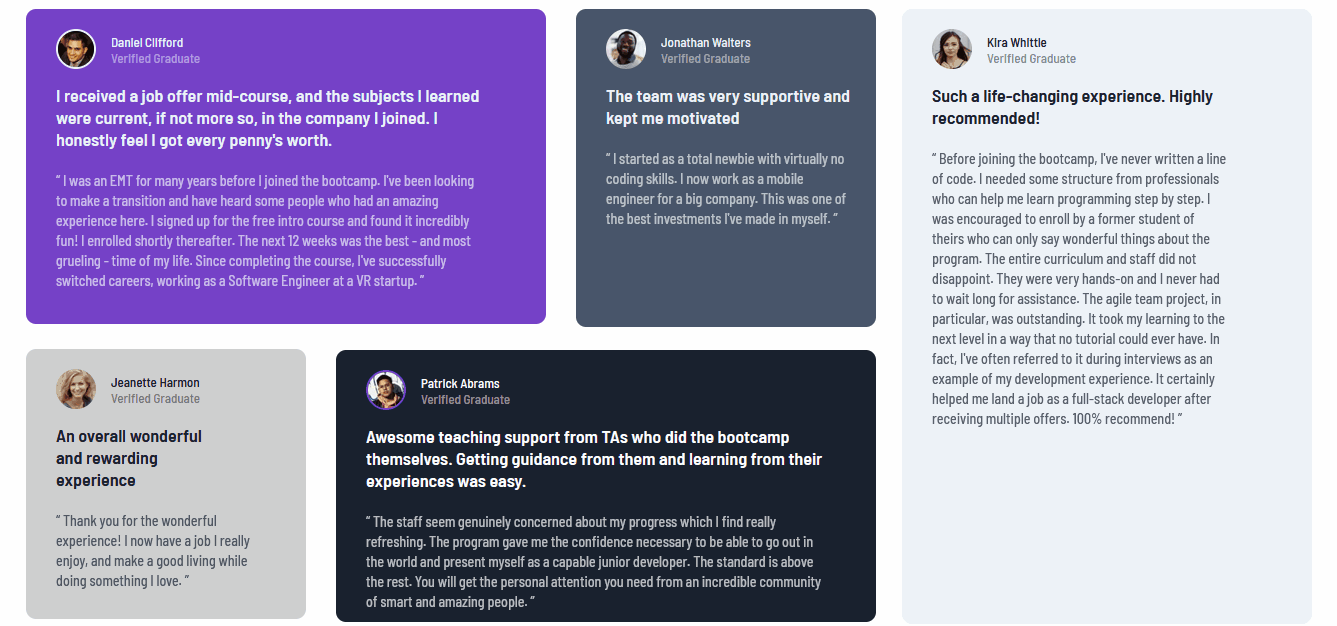 Daniel Clifford
Verified Graduate
I received a job offer mid-course, and the subjects I learned
were current, if not more so, in the company I joined. I
honestly feel I got every penny's worth.
“ I was an EMT for many years before I joined the bootcamp. I've been looking
to make a transition and have heard some people who had an amazing
experience here. I signed up for the free intro course and found it incredibly
fun! I enrolled shortly thereafter. The next 12 weeks was the best - and most
grueling - time of my life. Since completing the course, I've successfully
switched careers, working as a Software Engineer at a VR startup. ”
Jonathan Walters
Verified Graduate
The team was very supportive and
kept me motivated
“ I started as a total newbie with virtually no
coding skills. I now work as a mobile
engineer for a big company. This was one of
the best investments I've made in myself. ”
Kira Whittle
Verified Graduate
Such a life-changing experience. Highly
recommended!
“ Before joining the bootcamp, I've never written a line
of code. I needed some structure from professionals
who can help me learn programming step by step. I
was encouraged to enroll by a former student of
theirs who can only say wonderful things about the
program. The entire curriculum and staff did not
disappoint. They were very hands-on and I never had
to wait long for assistance. The agile team project, in
particular, was outstanding. It took my learning to the
next level in a way that no tutorial could ever have. In
fact, I've often referred to it during interviews as an
example of my development experience. It certainly
helped me land a job as a full-stack developer after
receiving multiple offers. 100% recommend! ”
Jeanette Harmon
Verified Graduate
An overall wonderful
and rewarding
experience
“ Thank you for the wonderful
experience! I now have a job I really
enjoy, and make a good living while
doing something I love. ”
Patrick Abrams
Verified Graduate
Awesome teaching support from TAs who did the bootcamp
themselves. Getting guidance from them and learning from their
experiences was easy.
“ The staff seem genuinely concerned about my progress which I find really
refreshing. The program gave me the confidence necessary to be able to go out in
the world and present myself as a capable junior developer. The standard is above
the rest. You will get the personal attention you need from an incredible community
of smart and amazing people. ”